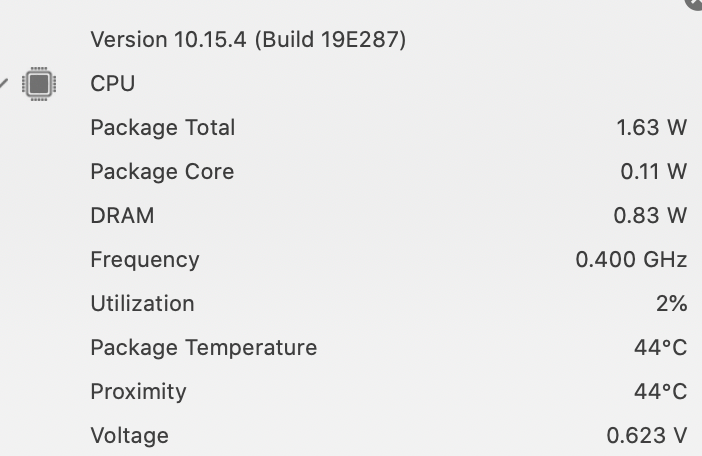 Version 10.15.4 (Build 19E287)
CPU
Package Total 1.63 W
Package Core 0.11 W
DRAM 0.83 W
Frequency 0.400 GHz
Utilization 2%
Package Temperature 44°C
Proximity 44°C
Voltage 0.623 V